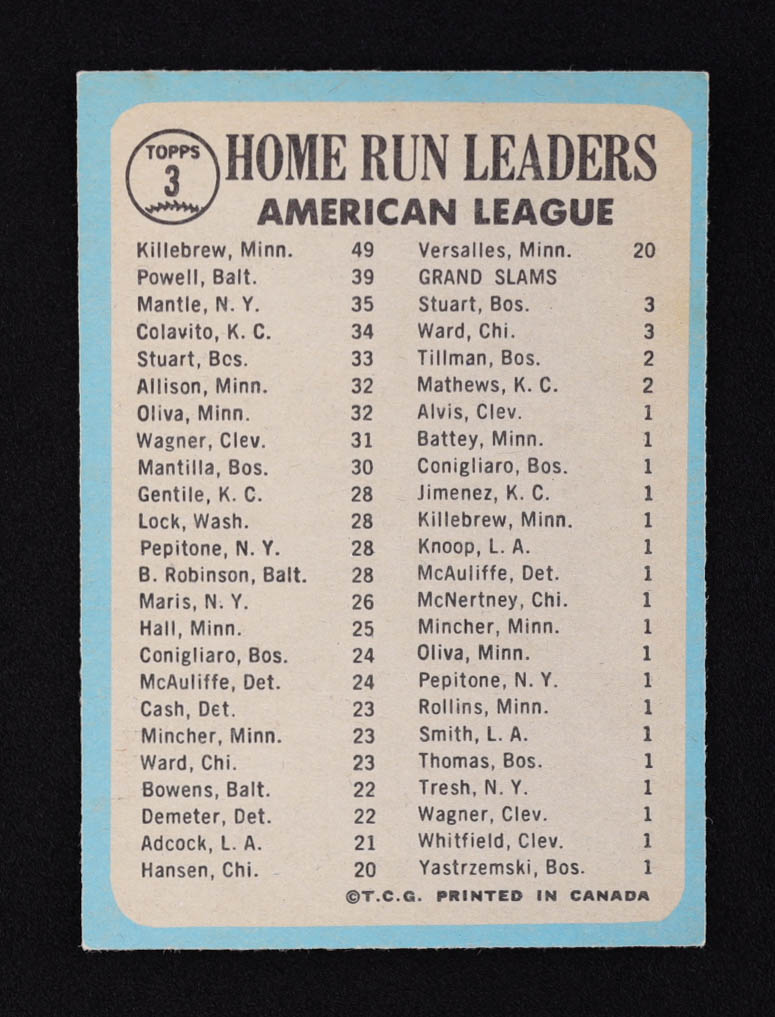 TOPPS
3
HOME RUN LEADERS
AMERICAN LEAGUE
Killebrew, Minn. 49
Powell, Balt. 39
Mantle, N. Y. 35
Colavito, K. C. 34
Stuart, Bos. 33
Allison, Minn. 32
Oliva, Minn. 32
Wagner, Clev. 31
Mantilla, Bos. 30
Gentile, K. C. 28
Lock, Wash. 28
Pepitone, N. Y. 28
B. Robinson, Balt. 28
Maris, N. Y. 26
Hall, Minn. 25
Conigliaro, Bos. 24
McAuliffe, Det. 24
Cash, Det. 23
Mincher, Minn. 23
Ward, Chi. 23
Bowens, Balt. 22
Demeter, Det. 22
Adcock, L. A. 21
Hansen, Chi. 20
Versalles, Minn. 20
GRAND SLAMS
Stuart, Bos. 3
Ward, Chi. 3
Tillman, Bos. 2
Mathews, K. C. 2
Alvis, Clev. 1
Battey, Minn. 1
Conigliaro, Bos. 1
Jimenez, K. C. 1
Killebrew, Minn. 1
Knoop, L. A. 1
McAuliffe, Det. 1
McNertney, Chi. 1
Mincher, Minn. 1
Oliva, Minn. 1
Pepitone, N. Y. 1
Rollins, Minn. 1
Smith, L. A. 1
Thomas, Bos. 1
Tresh, N. Y. 1
Wagner, Clev. 1
Whitfield, Clev. 1
Yastrzemski, Bos. 1
©T.C.G. PRINTED IN CANADA